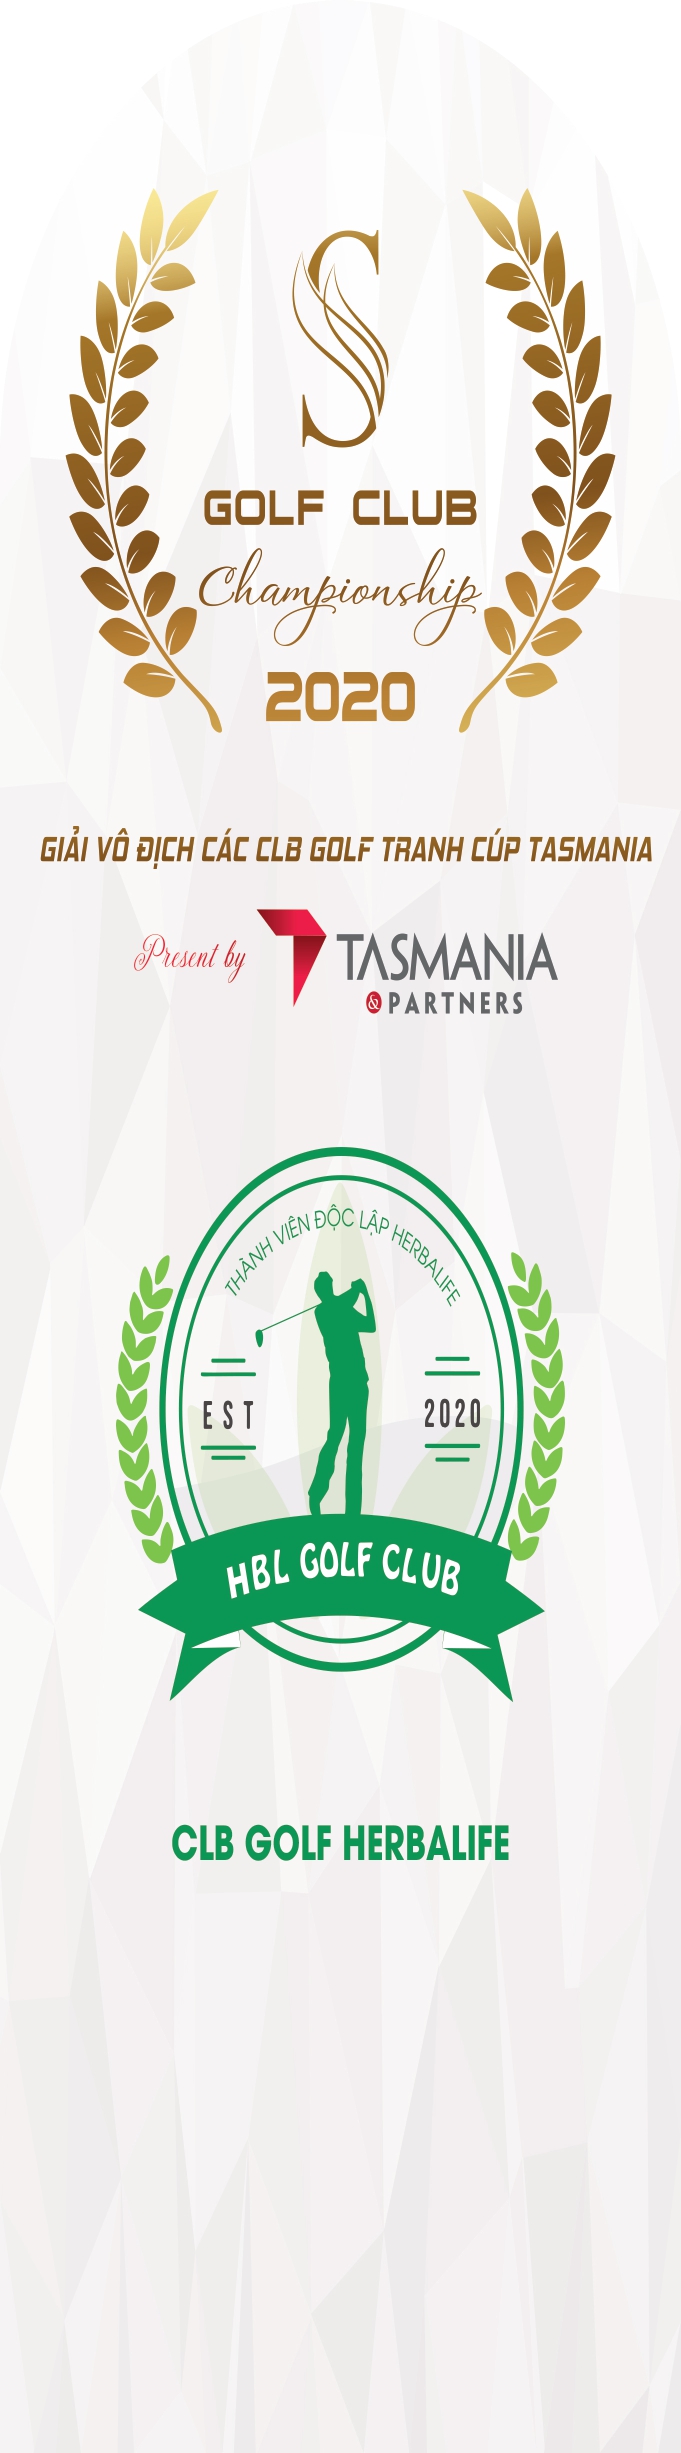 S
GOLF CLUB
Championship
2020
GIẢI VÔ ĐỊCH CÁC CLB GOLF TRANH CÚP TASMANIA
Present by
TASMANIA
& PARTNERS
THÀNH VIÊN ĐỘC LẬP HERBALIFE
EST 2020
HBL GOLF CLUB
CLB GOLF HERBALIFE